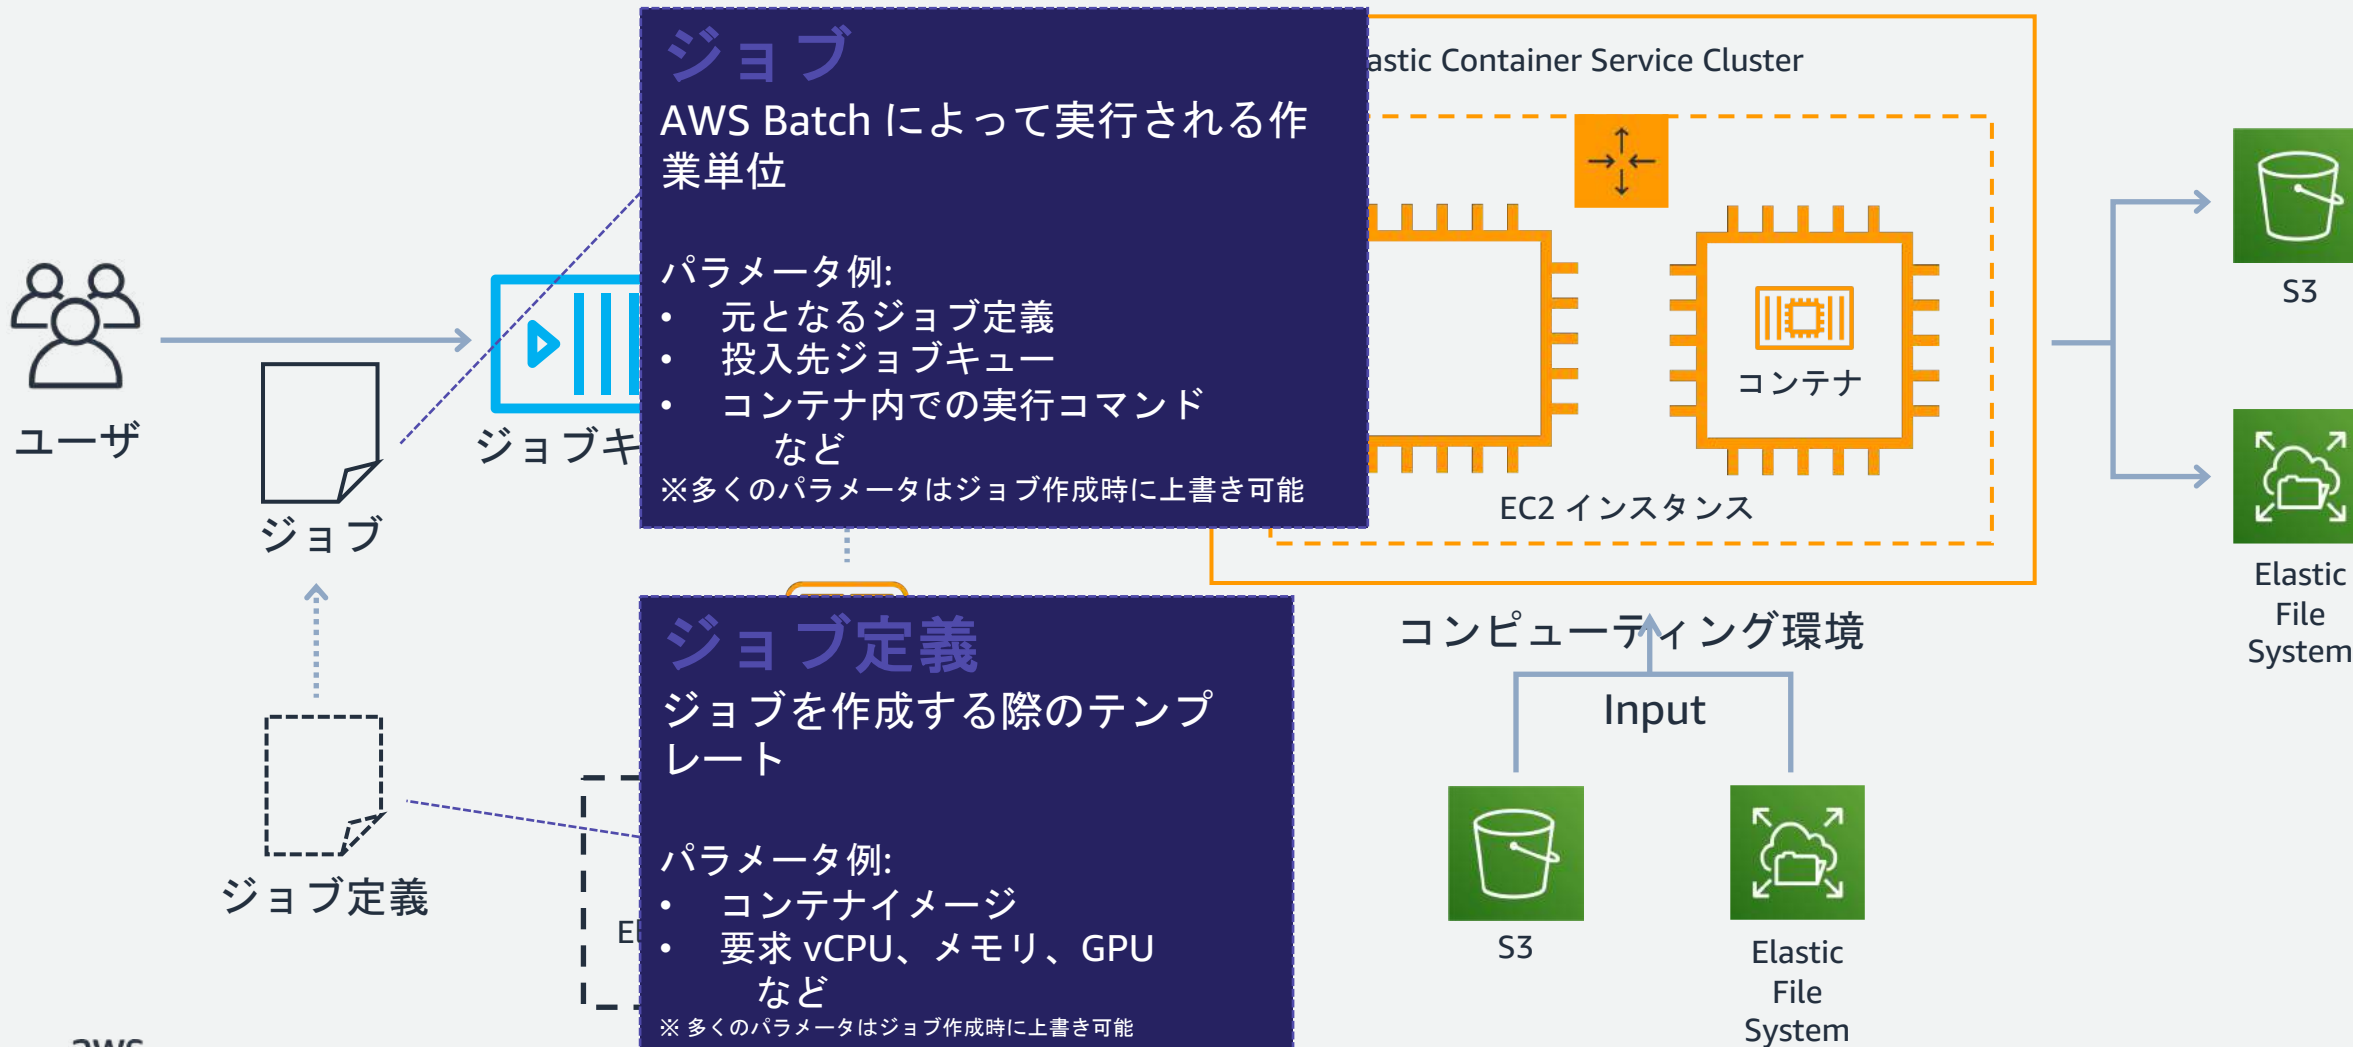 ジョブ
AWS Batch によって実行される作
業単位
パラメータ例:
• 元となるジョブ定義
• 投入先ジョブキュー
• コンテナ内での実行コマンド
など
※多くのパラメータはジョブ作成時に上書き可能
astic Container Service Cluster
コンテナ
EC2 インスタンス
コンピューティング環境
Input
S3
Elastic
File
System
S3
Elastic
File
System
ユーザ
ジョブキ
ジョブ
ジョブ定義
ジョブ定義
ジョブを作成する際のテンプ
レート
パラメータ例:
• コンテナイメージ
• 要求 vCPU、メモリ、GPU
など
※ 多くのパラメータはジョブ作成時に上書き可能
aws